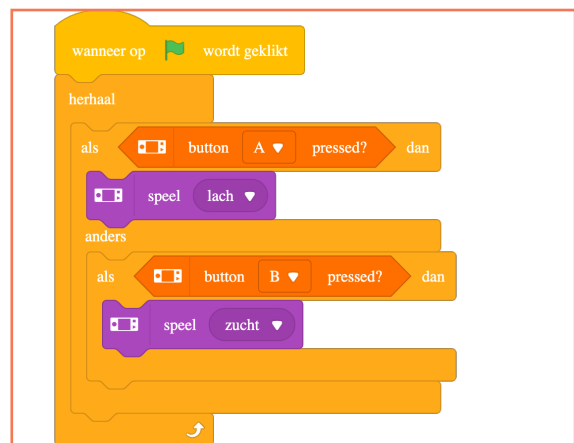 wanneer op wordt geklikt
herhaal
als button A pressed? dan
speel lach
anders
als button B pressed? dan
speel zucht